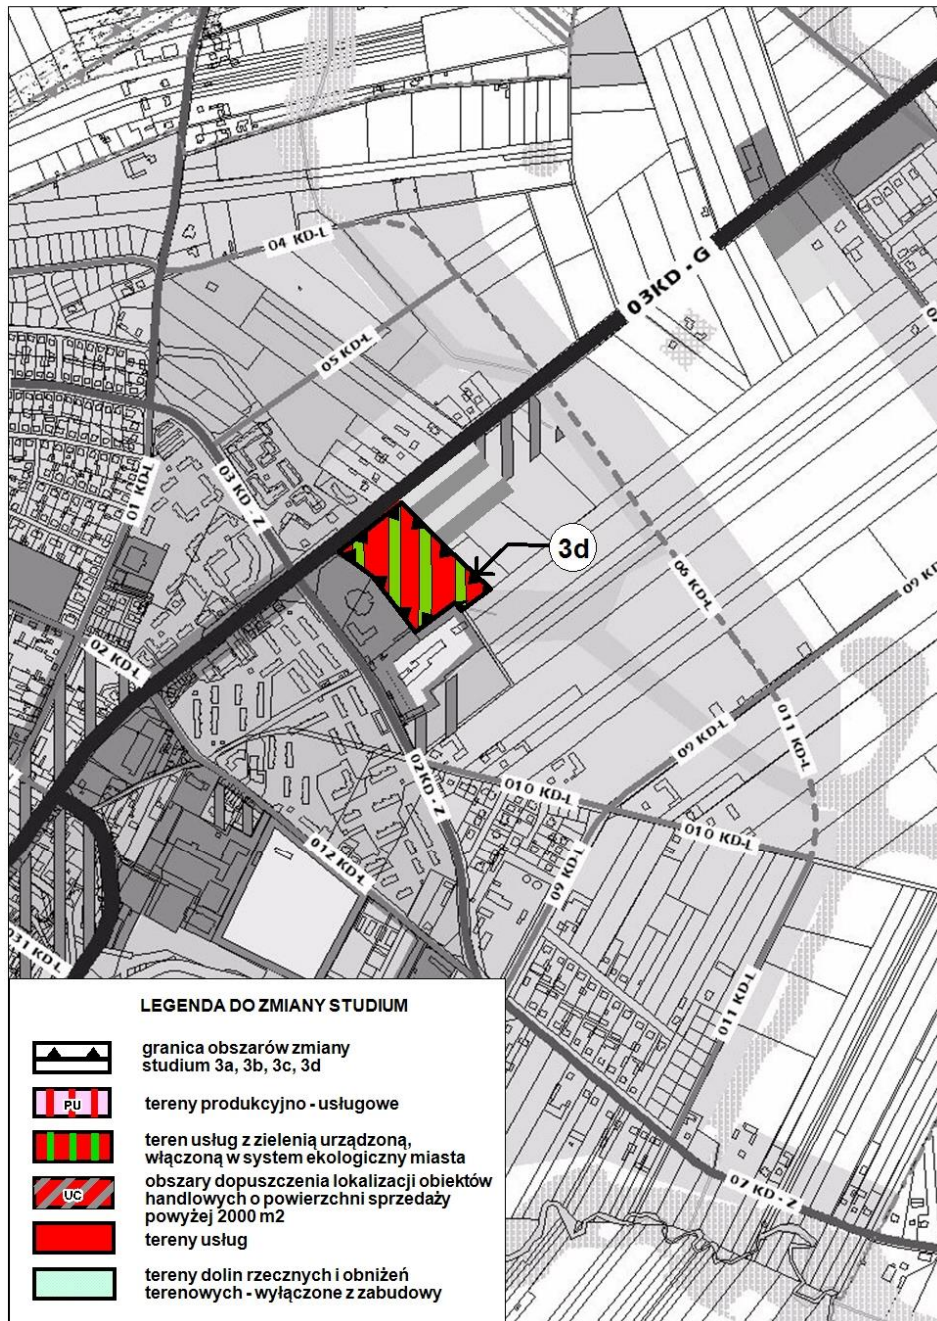 04 KD-L
03KD - G
05 KD-L
01 KD-L
03 KD - Z
3d
06 KD-Ł
09 KD-L
02 KD-Ł
011 KD-L
09 KD-L
02 KD - Z
010 KD-L
010 KD-L
012 KD-Ł
09 KD-L
031 KD-Ł
011 KD-L
07 KD - Z
LEGENDA DO ZMIANY STUDIUM
granica obszarów zmiany
studium 3a, 3b, 3c, 3d
PU
tereny produkcyjno - usługowe
teren usług z zielenią urządzoną,
włączoną w system ekologiczny miasta
UC
obszary dopuszczenia lokalizacji obiektów
handlowych o powierzchni sprzedaży
powyżej 2000 m2
tereny usług
tereny dolin rzecznych i obniżeń
terenowych - wyłączone z zabudowy